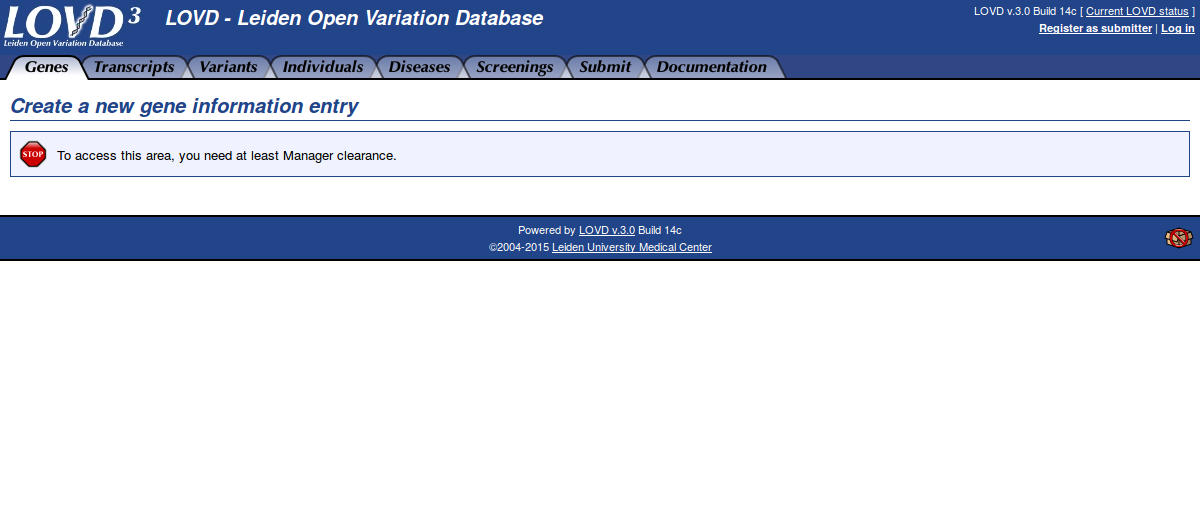 LOVD 3
Leiden Open Variation Database
LOVD - Leiden Open Variation Database
LOVD v.3.0 Build 14c [ Current LOVD status ]
Register as submitter | Log in
Genes Transcripts Variants Individuals Diseases Screenings Submit Documentation
Create a new gene information entry
STOP To access this area, you need at least Manager clearance.
Powered by LOVD v.3.0 Build 14c
©2004-2015 Leiden University Medical Center